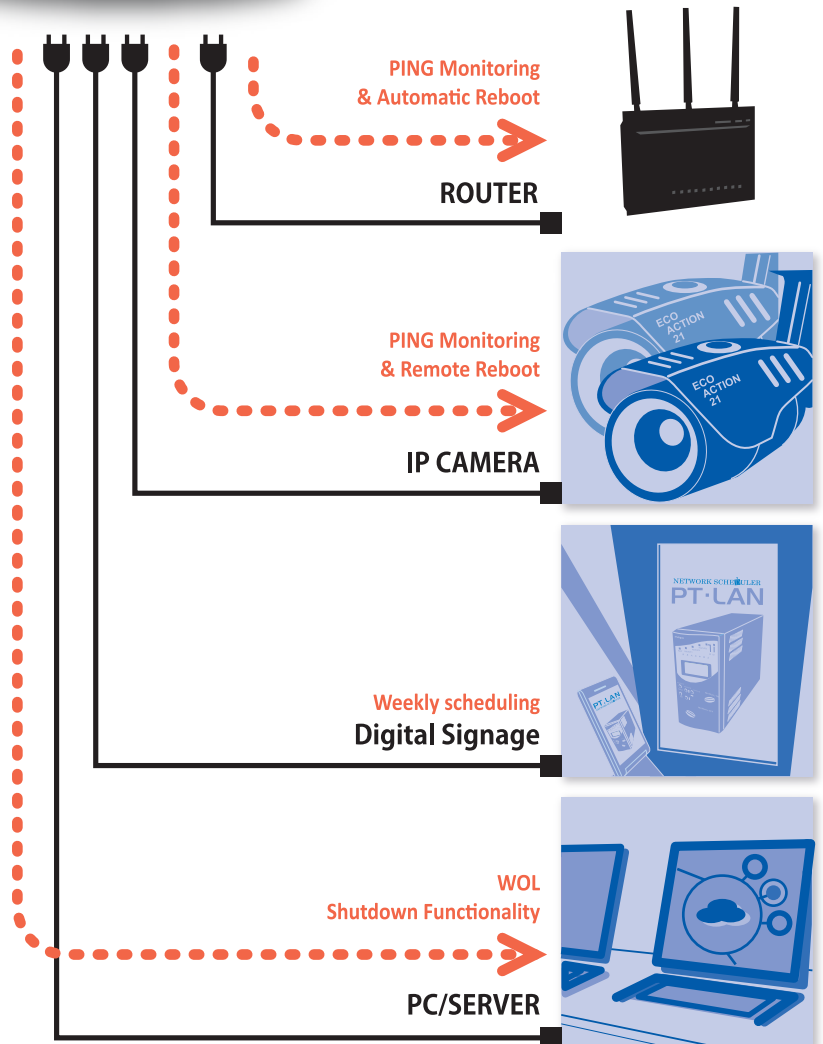 PING Monitoring
& Automatic Reboot
ROUTER
PING Monitoring
& Remote Reboot
IP CAMERA
ECO
ACTION
21
ECO
ACTION
21
Weekly scheduling
Digital Signage
NETWORK SCHEDULER
PT·LAN
PT·LAN
WOL
Shutdown Functionality
PC/SERVER